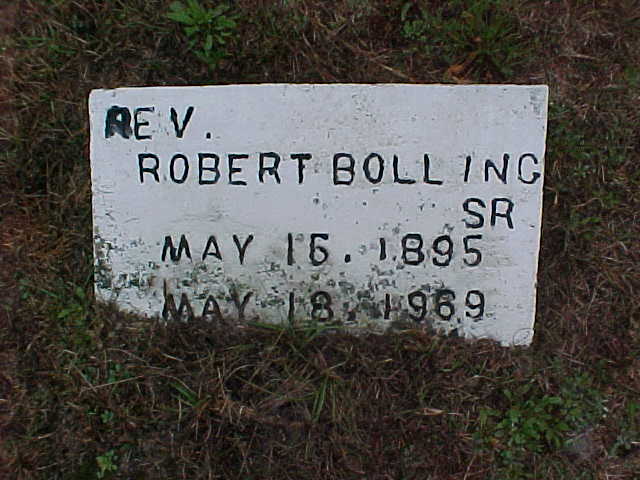 REV.
ROBERT BOLLING
SR
MAY 15. 1895
MAY 18. 1969